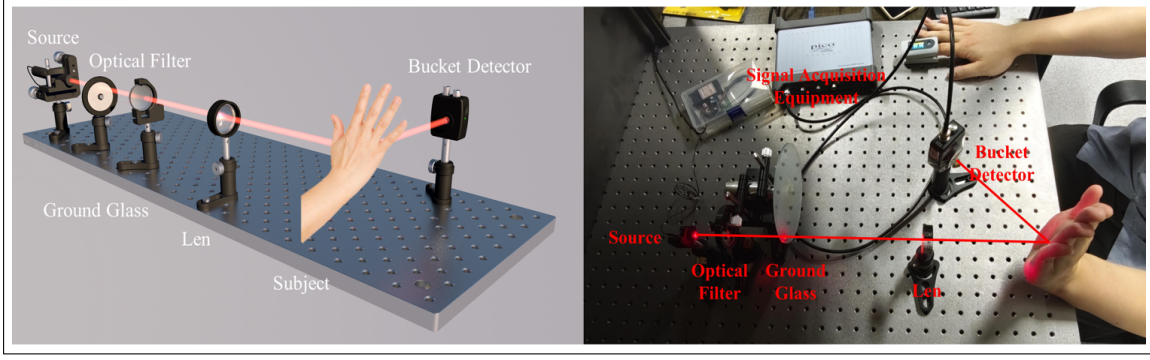 Source
Optical Filter
Bucket Detector
Ground Glass
Len
Subject
pico
Signal Acquisition
Equipment
Bucket
Detector
Source
Optical
Filter
Ground
Glass
Len